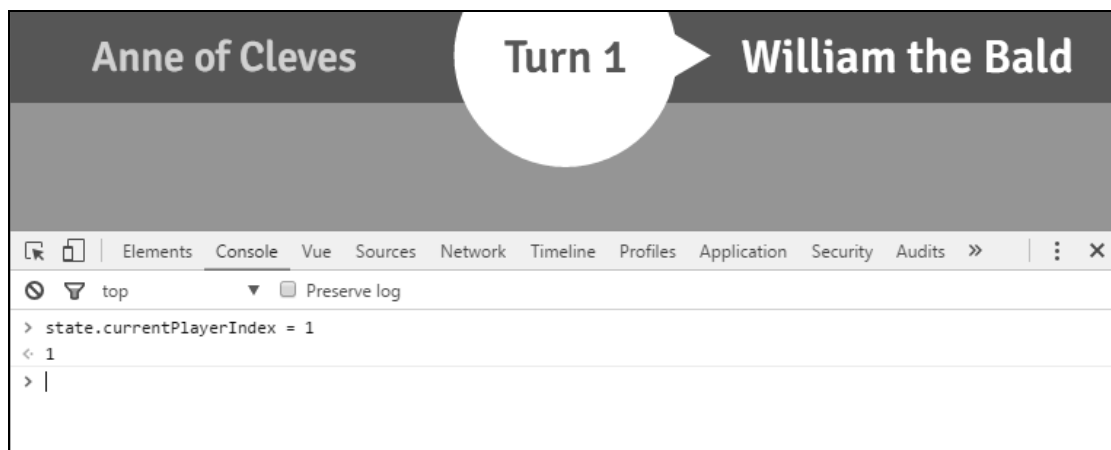 Anne of Cleves Turn 1 William the Bald
Elements Console Vue Sources Network Timeline Profiles Application Security Audits »
top ▼ Preserve log
> state.currentPlayerIndex = 1
<· 1
>